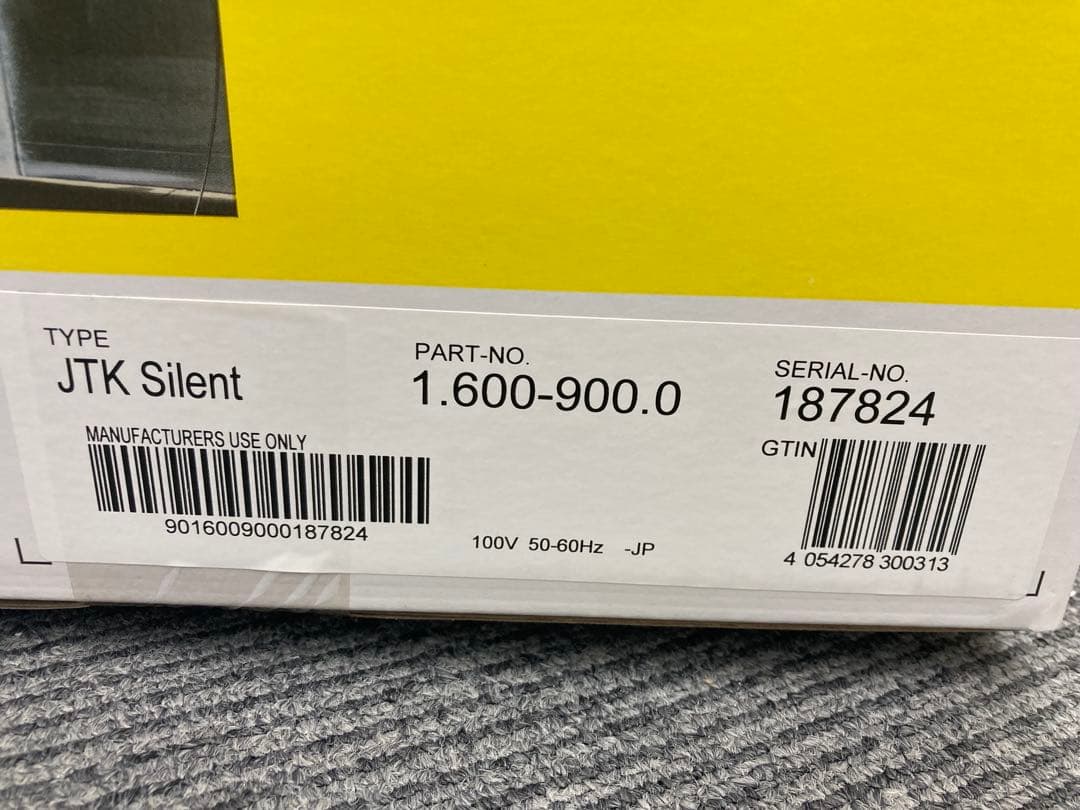 TYPE
JTK Silent
PART-NO.
1.600-900.0
SERIAL-NO.
187824
MANUFACTURERS USE ONLY
9016009000187824
100V 50-60Hz -JP
GTIN
4 054278 300313